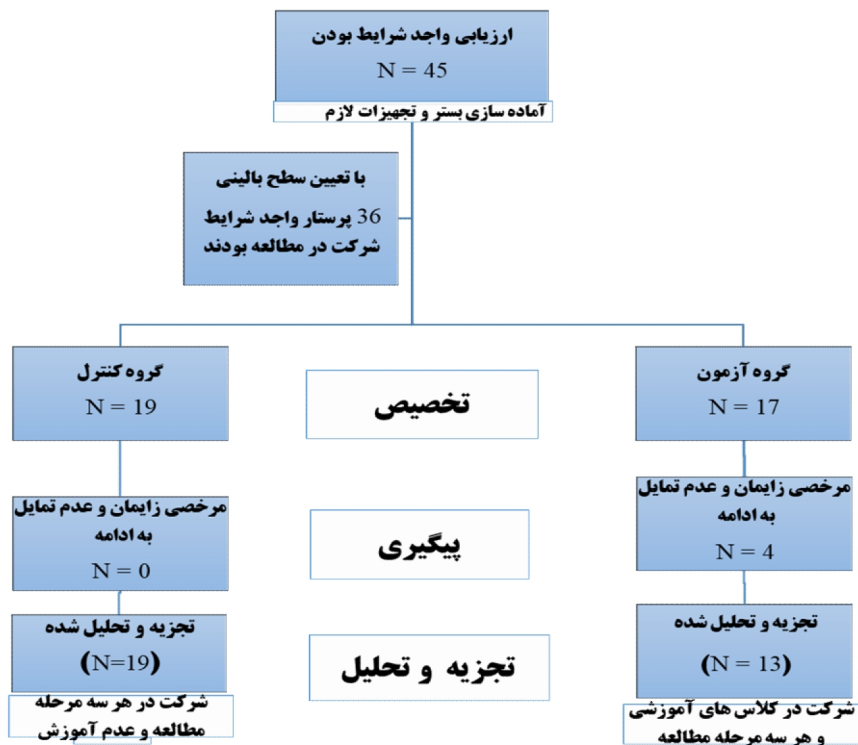 ارزیابی واجد شرایط بودن
N = 45
آماده سازی بستر و تجهیزات لازم
با تعیین سطح بالینی
36 پرستار واجد شرایط
شرکت در مطالعه بودند
گروه آزمون
N = 17
تخصیص
گروه کنترل
N = 19
مرخصی زایمان و عدم تمایل
به ادامه
N = 4
پیگیری
مرخصی زایمان و عدم تمایل
به ادامه
N = 0
تجزیه و تحلیل شده
(N = 13)
شرکت در کلاس های آموزشی
و هر سه مرحله مطالعه
تجزیه و تحلیل
تجزیه و تحلیل شده
(N=19)
شرکت در هر سه مرحله
مطالعه و عدم آموزش